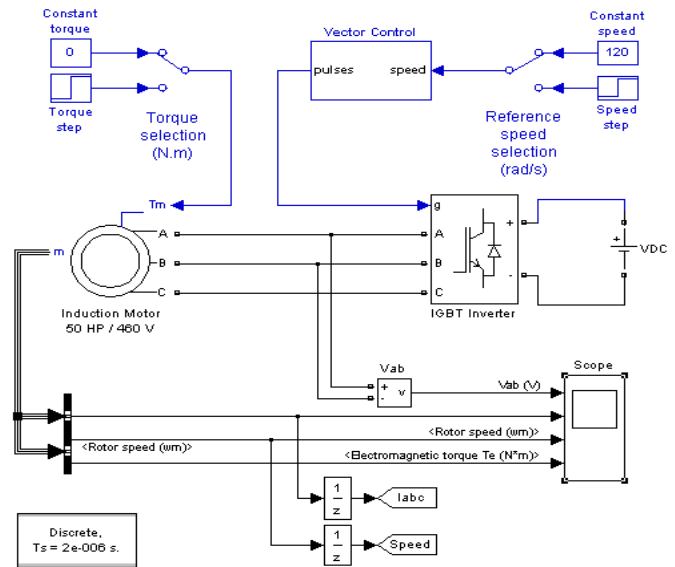 Constant
torque
0
Torque
step
Torque
selection
(N.m)
Vector Control
pulses
speed
Constant
speed
120
Speed
step
Reference
speed
selection
(rad/s)
Tm
m
A
B
C
Induction Motor
50 HP / 460 V
g
A
B
C
+
-
IGBT Inverter
+
VDC
Vab
+
-
v
Vab (V)
Scope
<Rotor speed (wm)>
<Rotor speed (wm)>
<Electromagnetic torque Te (N*m)>
1
z
Iabc
1
z
Speed
Discrete,
Ts = 2e-006 s.